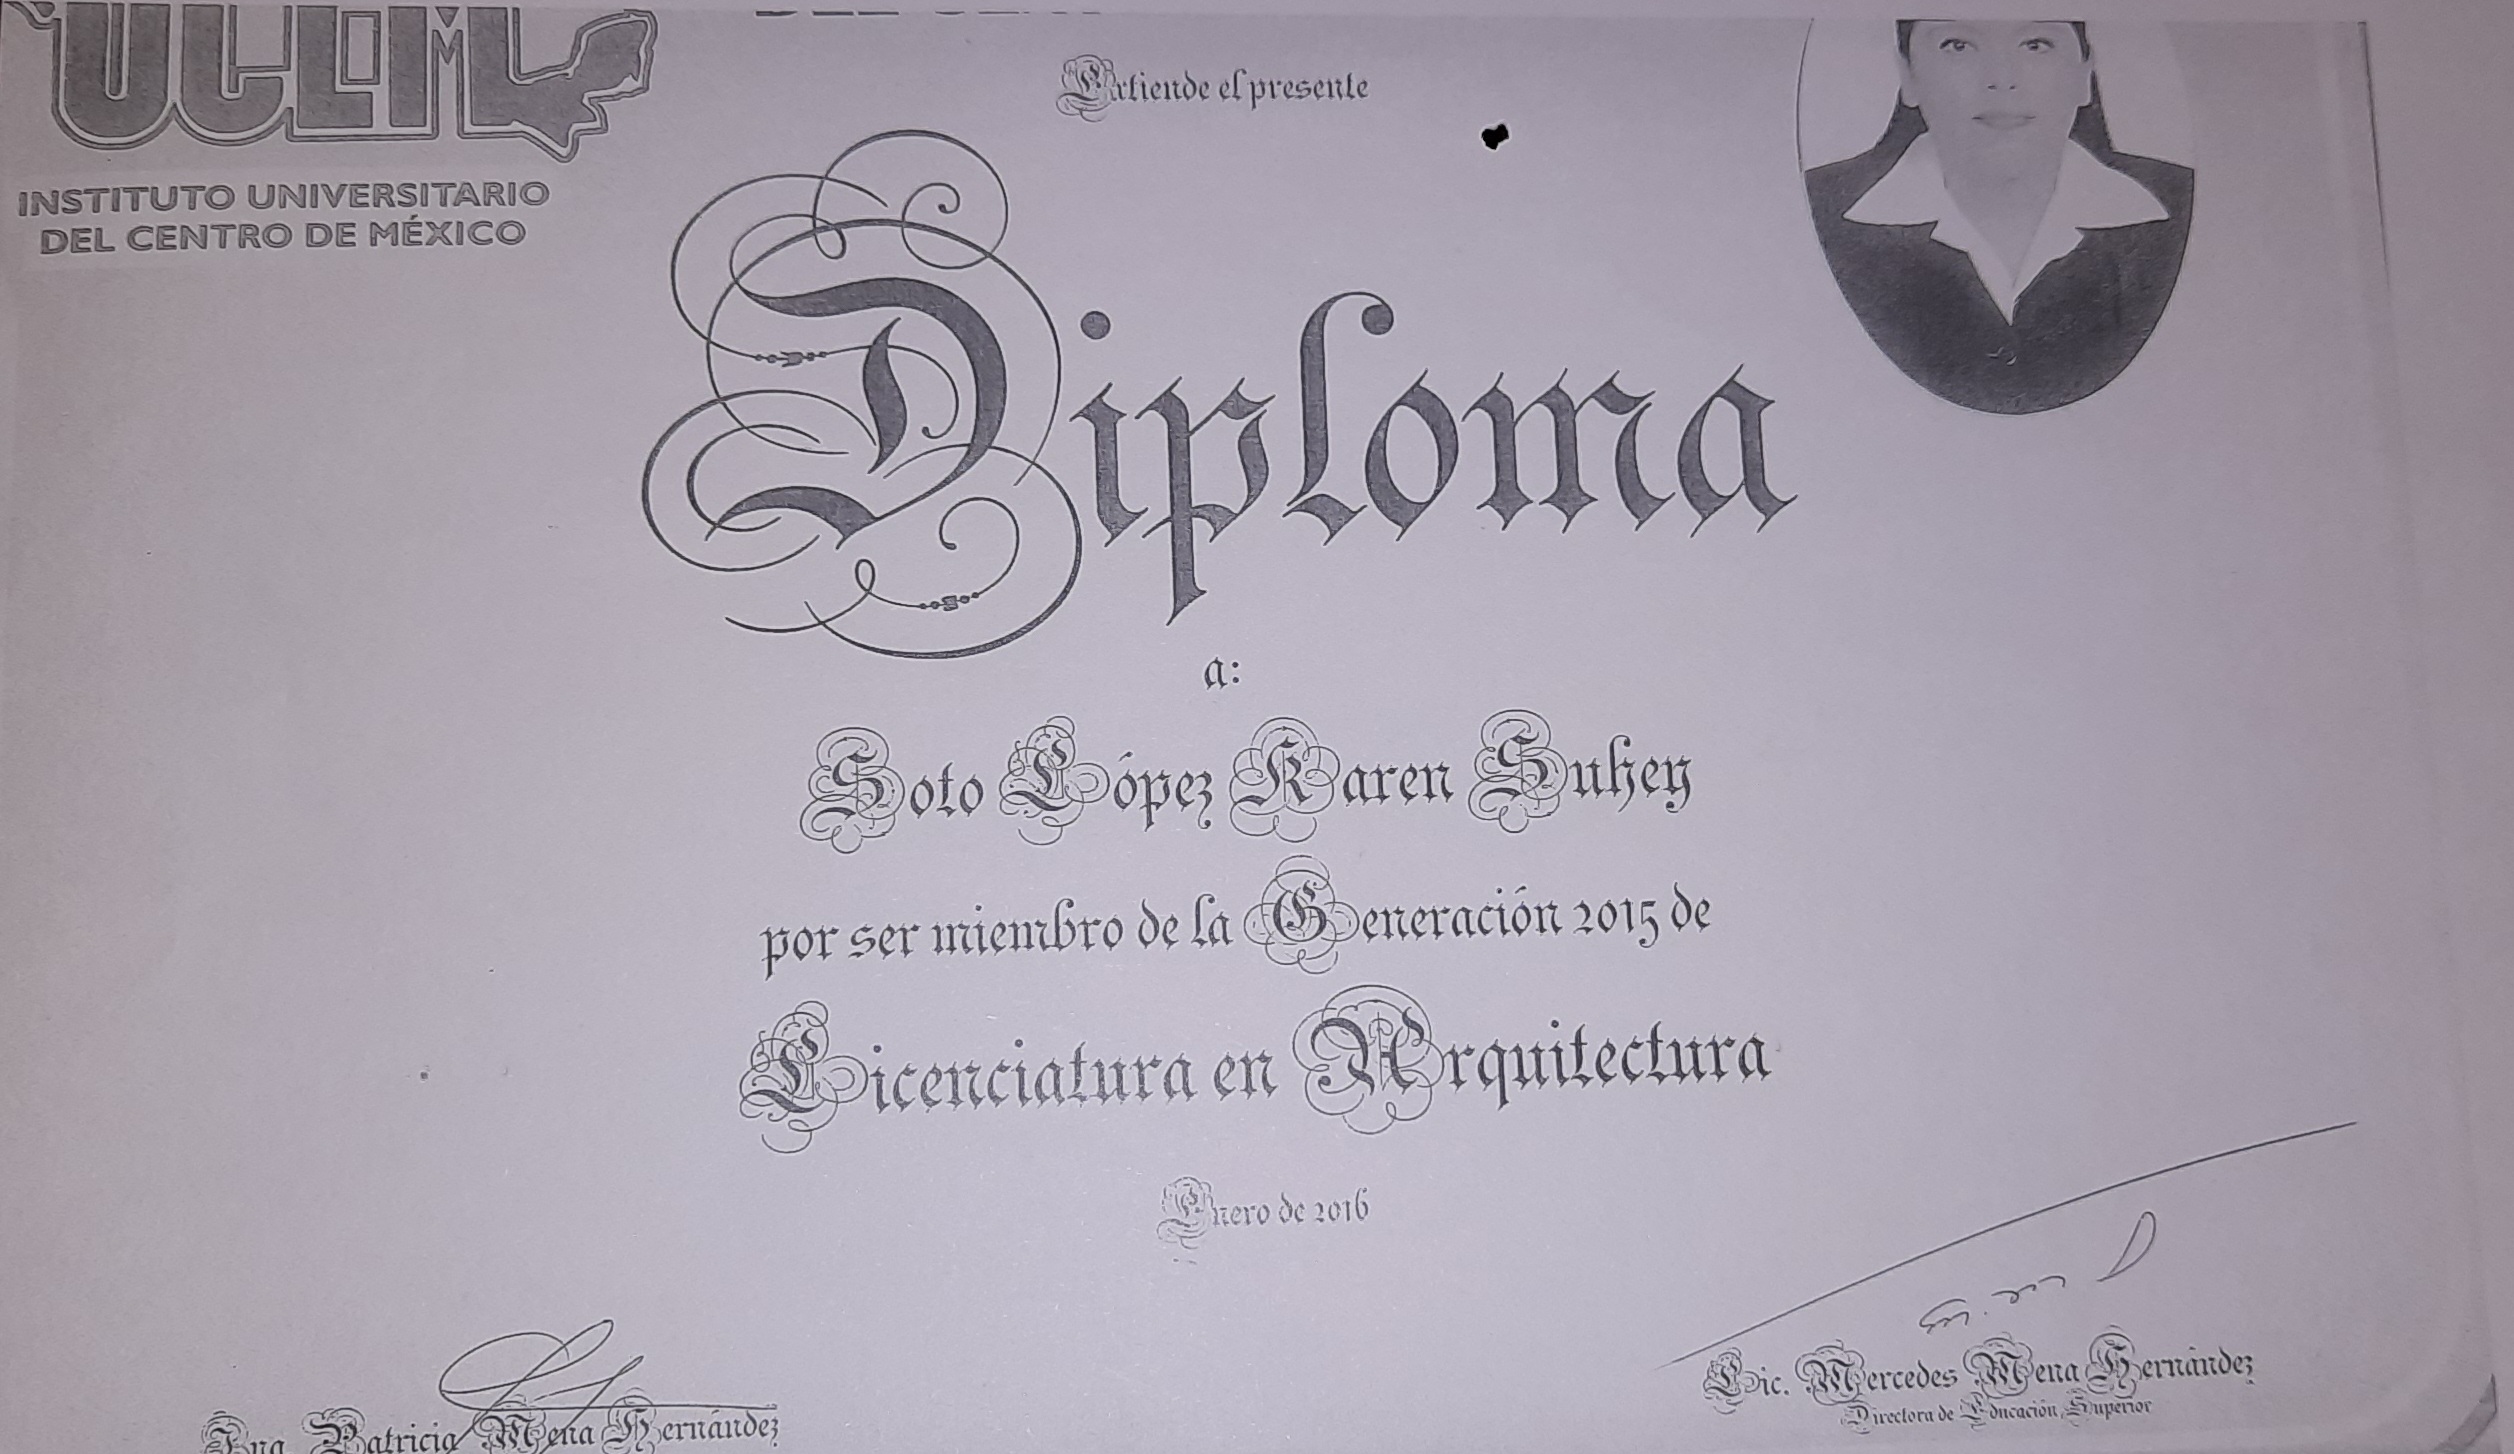 UCEM
INSTITUTO UNIVERSITARIO
DEL CENTRO DE MÉXICO
Extiende el presente
Diploma
a:
Soto López Karen Suhey
por ser miembro de la Generación 2015 de
Licenciatura en Arquitectura
Enero de 2016
Ing. Patricia Mena Hernández
Lic. Mercedes Mena Hernández
Directora de Educación Superior